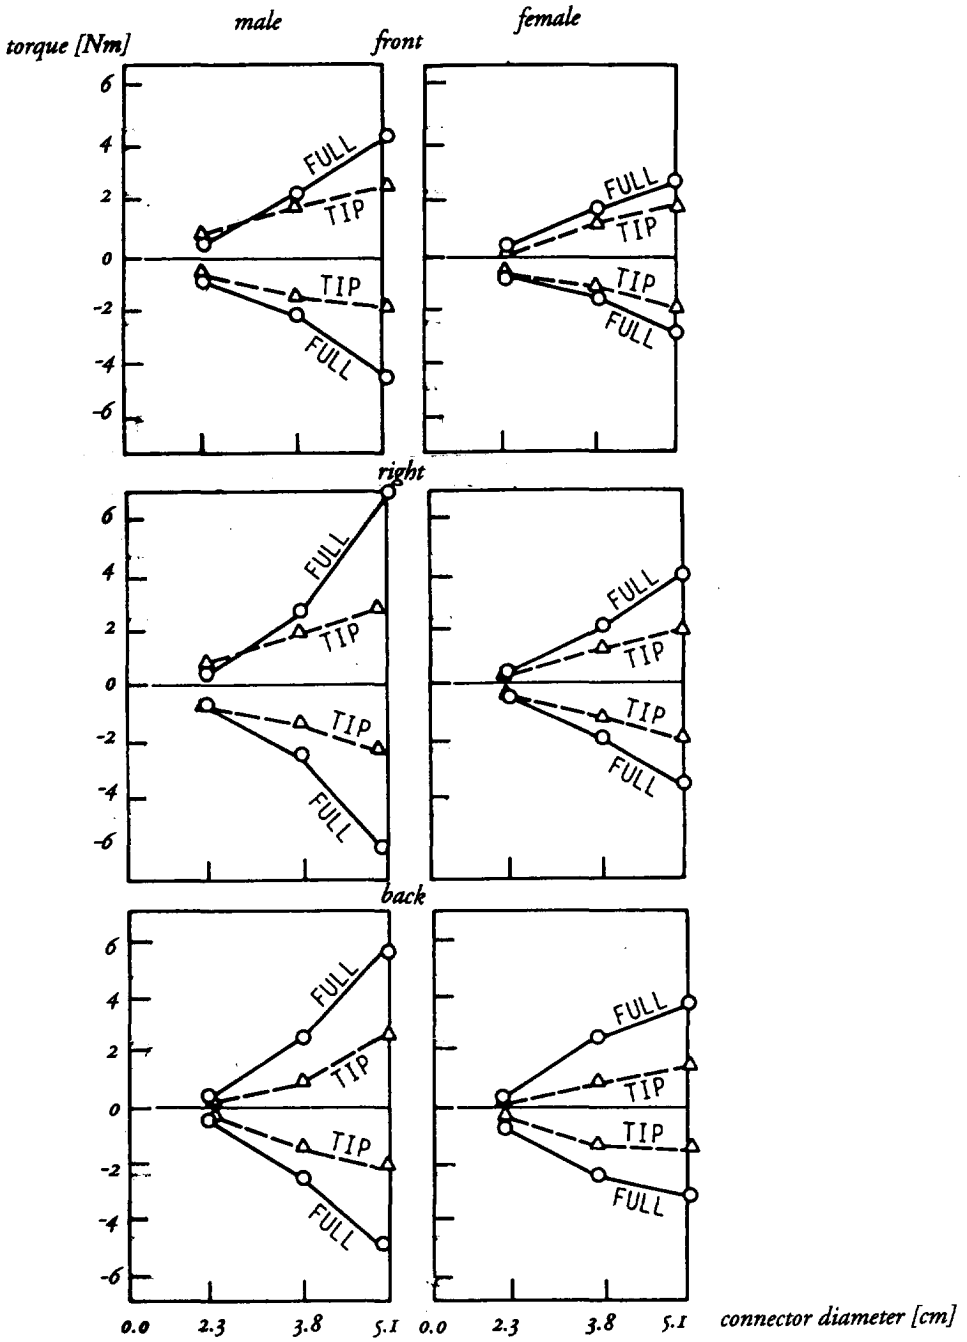 male
female
torque [Nm]
front
6
4
2
0
-2
-4
-6
FULL
TIP
TIP
FULL
FULL
TIP
TIP
FULL
right
6
4
2
0
-2
-4
-6
FULL
TIP
TIP
FULL
FULL
TIP
TIP
FULL
back
6
4
2
0
-2
-4
-6
FULL
TIP
TIP
FULL
FULL
TIP
TIP
FULL
0.0 2.3 3.8 5.1 0.0 2.3 3.8 5.1
connector diameter [cm]